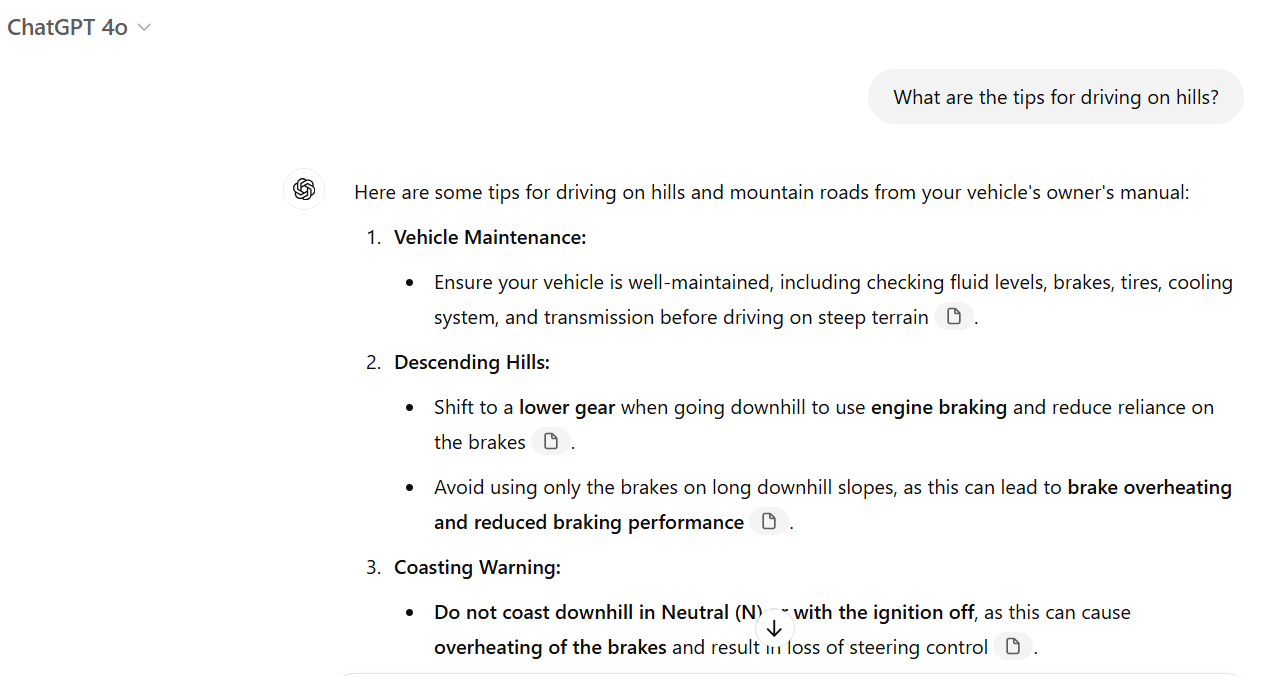 ChatGPT 4o
What are the tips for driving on hills?
Here are some tips for driving on hills and mountain roads from your vehicle's owner's manual:
1. Vehicle Maintenance:
• Ensure your vehicle is well-maintained, including checking fluid levels, brakes, tires, cooling
system, and transmission before driving on steep terrain .
2. Descending Hills:
• Shift to a lower gear when going downhill to use engine braking and reduce reliance on
the brakes .
• Avoid using only the brakes on long downhill slopes, as this can lead to brake overheating
and reduced braking performance .
3. Coasting Warning:
• Do not coast downhill in Neutral (N) with the ignition off, as this can cause
overheating of the brakes and result in loss of steering control .